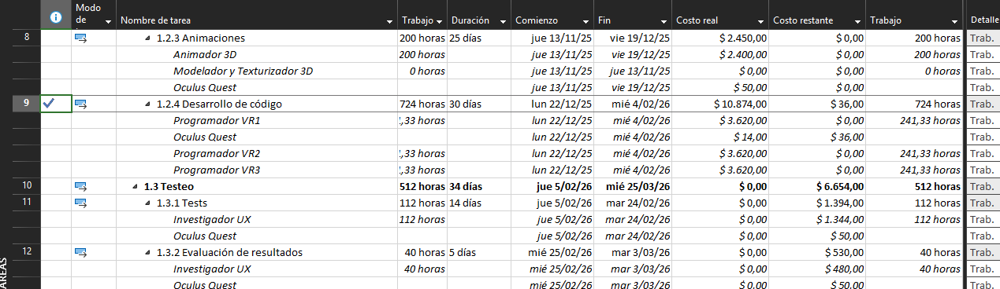 Modo de Nombre de tarea Trabajo Duración Comienzo Fin Costo real Costo restante Trabajo Detalle
8 1.2.3 Animaciones 200 horas 25 días jue 13/11/25 vie 19/12/25 $ 2.450,00 $ 0,00 200 horas Trab.
Animador 3D 200 horas jue 13/11/25 vie 19/12/25 $ 2.400,00 $ 0,00 200 horas Trab.
Modelador y Texturizador 3D 0 horas jue 13/11/25 jue 13/11/25 $ 0,00 $ 0,00 0 horas Trab.
Oculus Quest jue 13/11/25 vie 19/12/25 $ 50,00 $ 0,00 Trab.
9 1.2.4 Desarrollo de código 724 horas 30 días lun 22/12/25 mié 4/02/26 $ 10.874,00 $ 36,00 724 horas Trab.
Programador VR1 ,33 horas lun 22/12/25 mié 4/02/26 $ 3.620,00 $ 0,00 241,33 horas Trab.
Oculus Quest lun 22/12/25 mié 4/02/26 $ 14,00 $ 36,00 Trab.
Programador VR2 ,33 horas lun 22/12/25 mié 4/02/26 $ 3.620,00 $ 0,00 241,33 horas Trab.
Programador VR3 ,33 horas lun 22/12/25 mié 4/02/26 $ 3.620,00 $ 0,00 241,33 horas Trab.
10 1.3 Testeo 512 horas 34 días jue 5/02/26 mié 25/03/26 $ 0,00 $ 6.654,00 512 horas Trab.
11 1.3.1 Tests 112 horas 14 días jue 5/02/26 mar 24/02/26 $ 0,00 $ 1.394,00 112 horas Trab.
Investigador UX 112 horas jue 5/02/26 mar 24/02/26 $ 0,00 $ 1.344,00 112 horas Trab.
Oculus Quest jue 5/02/26 mar 24/02/26 $ 0,00 $ 50,00 Trab.
12 1.3.2 Evaluación de resultados 40 horas 5 días mié 25/02/26 mar 3/03/26 $ 0,00 $ 530,00 40 horas Trab.
Investigador UX 40 horas mié 25/02/26 mar 3/03/26 $ 0,00 $ 480,00 40 horas Trab.
Oculus Quest mié 25/02/26 mar 3/03/26 $ 0,00 $ 50,00 Trab.
AREAS